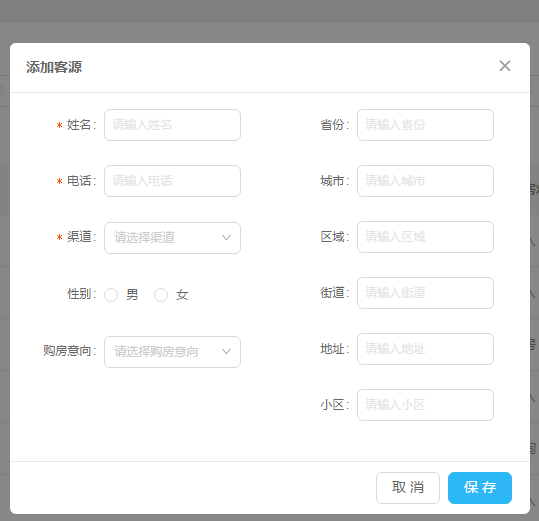 添加客源
* 姓名: 请输入姓名
* 电话: 请输入电话
* 渠道: 请选择渠道
性别: 男 女
购房意向: 请选择购房意向
省份: 请输入省份
城市: 请输入城市
区域: 请输入区域
街道: 请输入街道
地址: 请输入地址
小区: 请输入小区
取 消
保 存